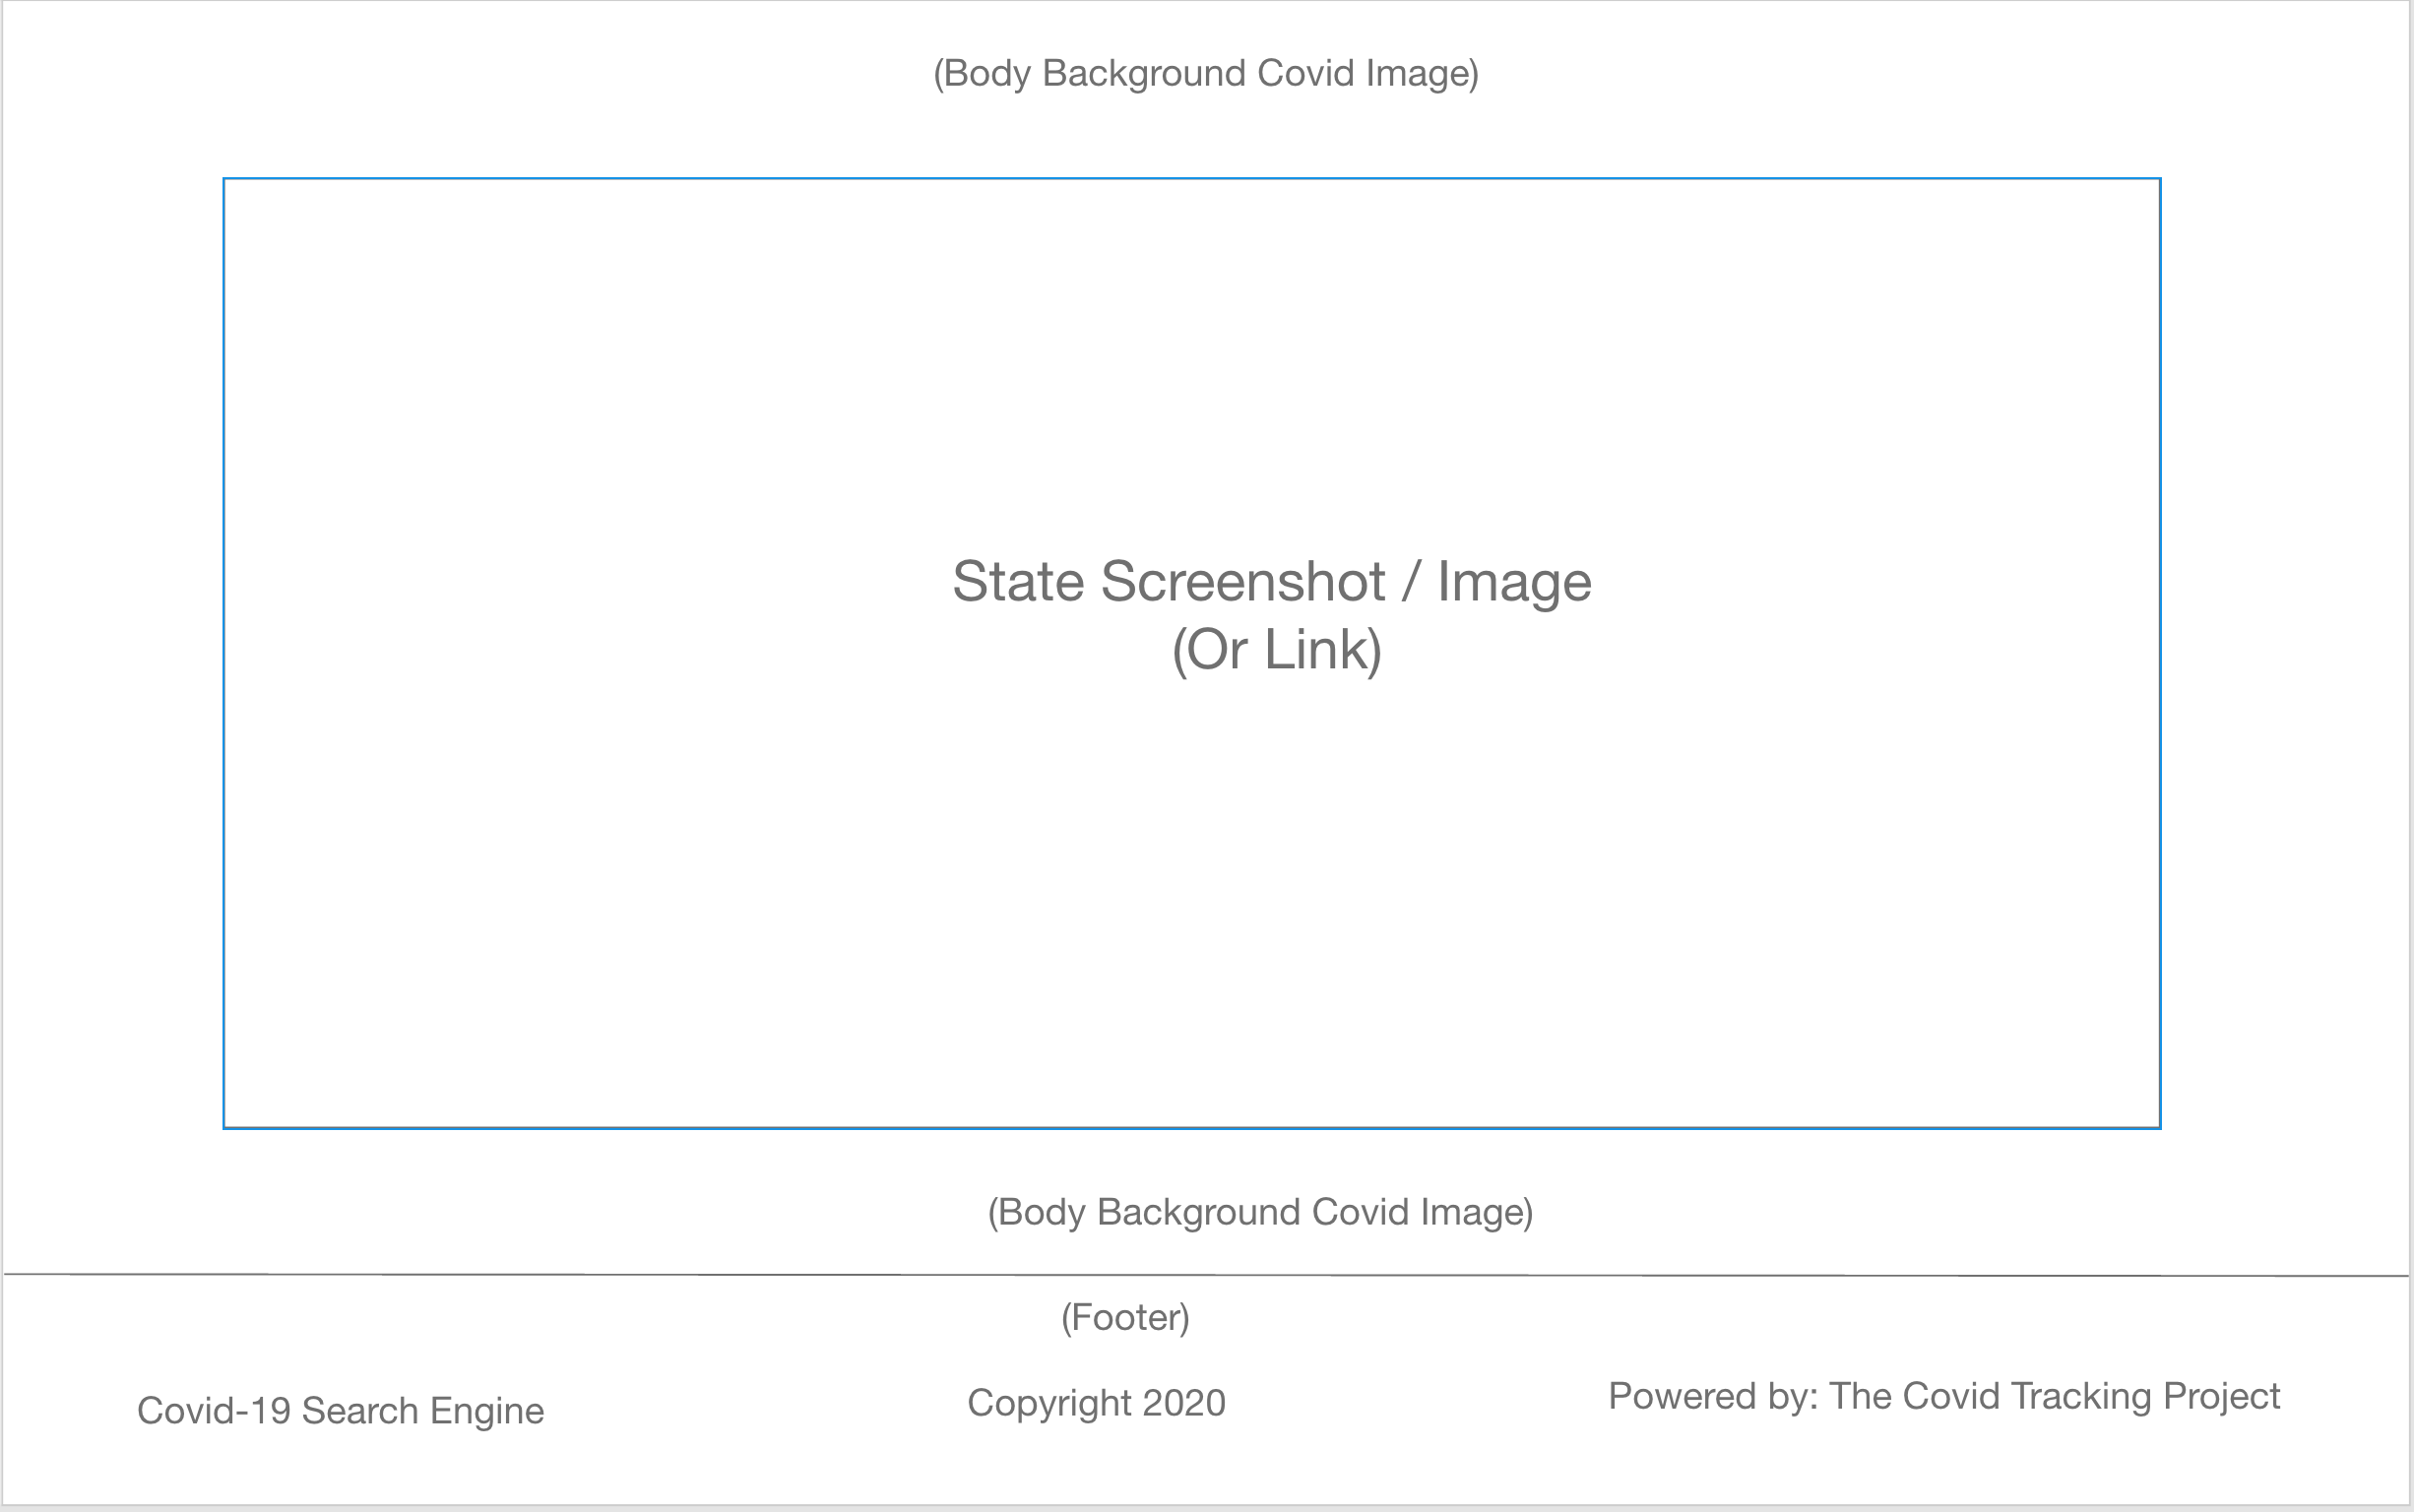 (Body Background Covid Image)
State Screenshot / Image
(Or Link)
(Body Background Covid Image)
(Footer)
Covid-19 Search Engine
Copyright 2020
Powered by: The Covid Tracking Project